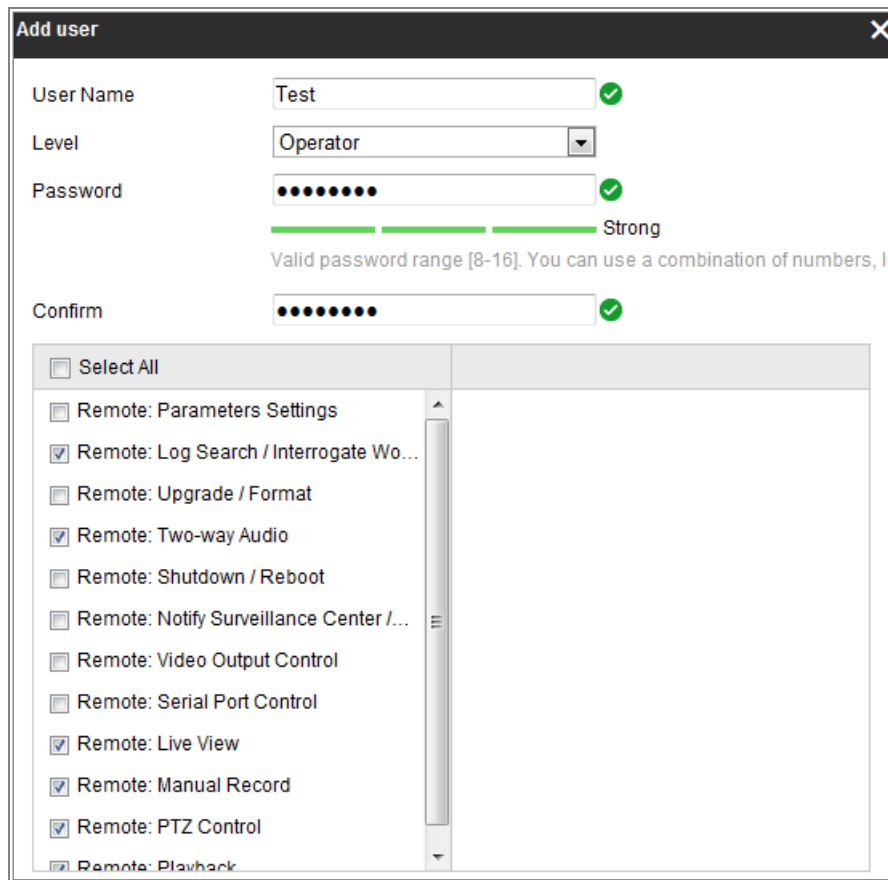 Add user
User Name Test
Level Operator
Password ••••••••
Strong
Valid password range [8-16]. You can use a combination of numbers,
Confirm ••••••••
Select All
Remote: Parameters Settings
Remote: Log Search / Interrogate Wo...
Remote: Upgrade / Format
Remote: Two-way Audio
Remote: Shutdown / Reboot
Remote: Notify Surveillance Center /...
Remote: Video Output Control
Remote: Serial Port Control
Remote: Live View
Remote: Manual Record
Remote: PTZ Control
Remote: Playback